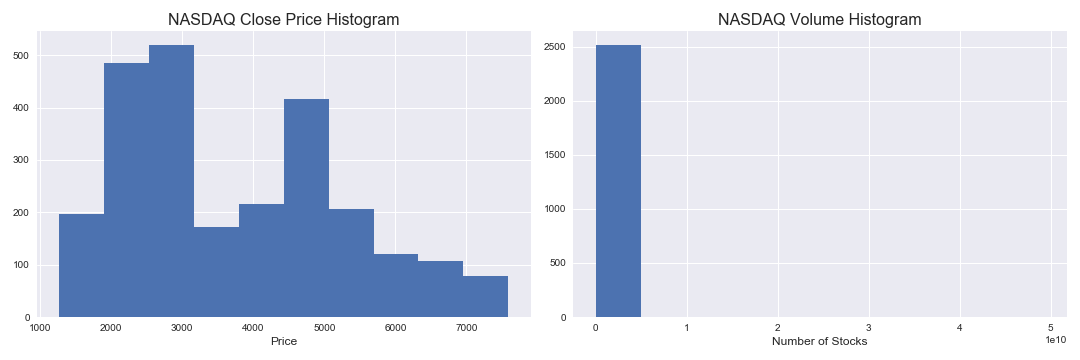 NASDAQ Close Price Histogram
500
400
300
200
100
0
1000 2000 3000 4000 5000 6000 7000
Price
NASDAQ Volume Histogram
2500
2000
1500
1000
500
0
0 1 2 3 4 5
1e10
Number of Stocks